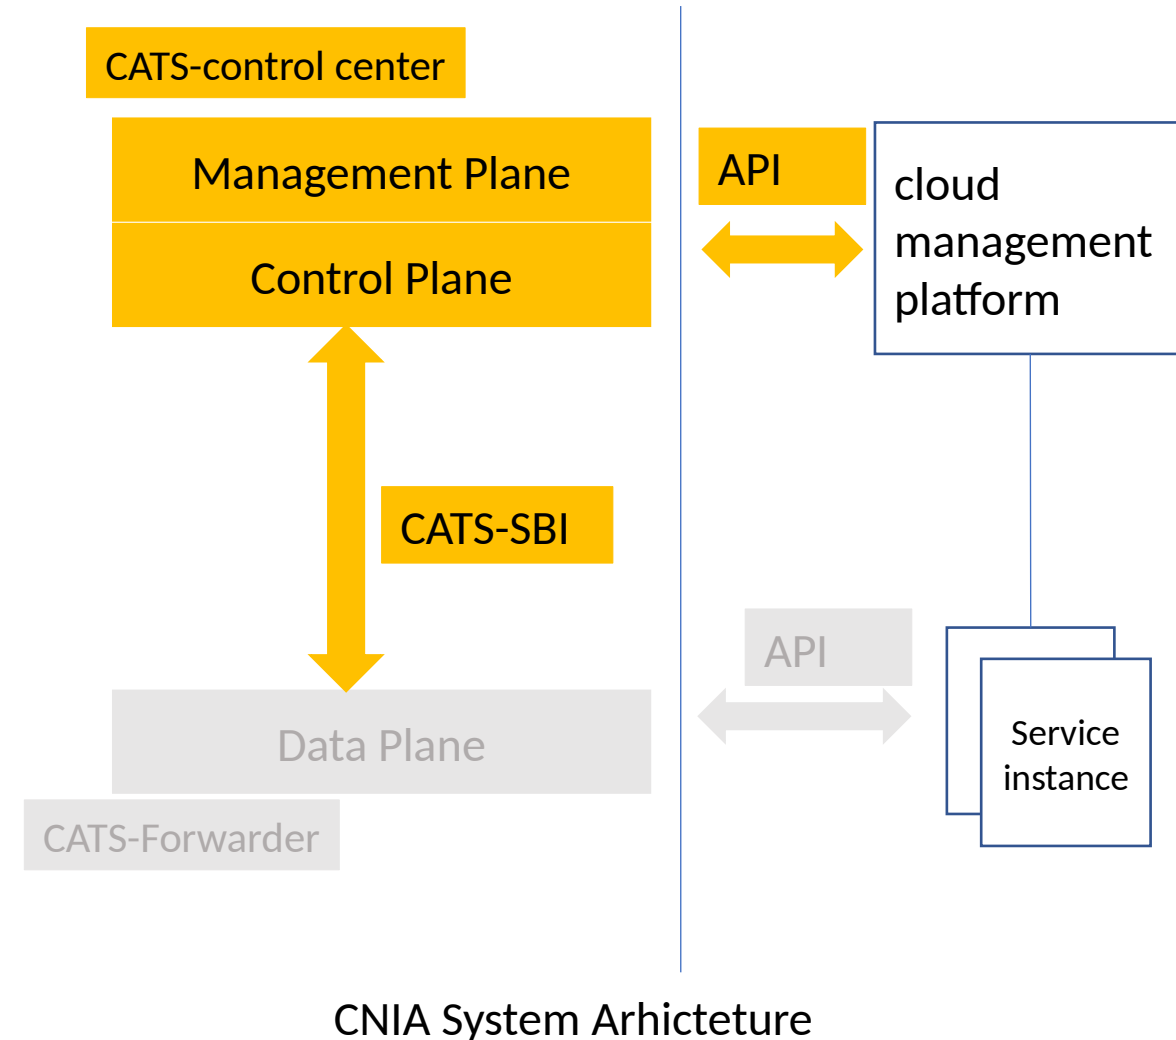 CATS-control center
Management Plane
API
cloud
management
platform
Control Plane
CATS-SBI
API
Data Plane
Service
instance
CATS-Forwarder
CNIA System Arhicteture